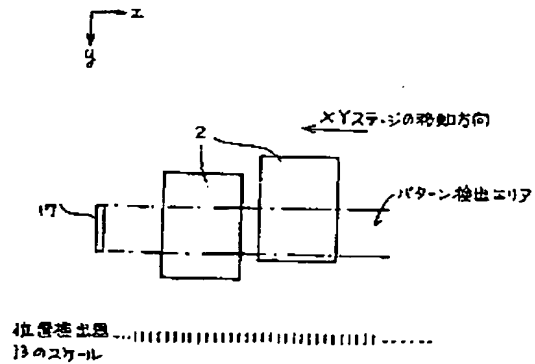 x
y
XYステージの移動方向
2
パターン検出エリア
17
位置検出器
13のスケール